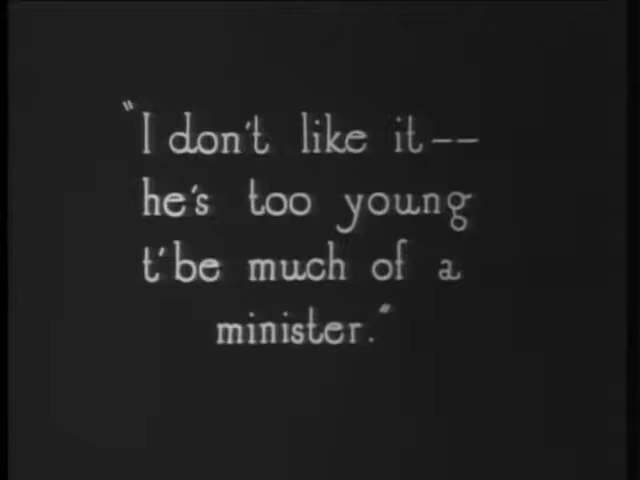 "I don't like it--
he's too young
t'be much of a
minister."